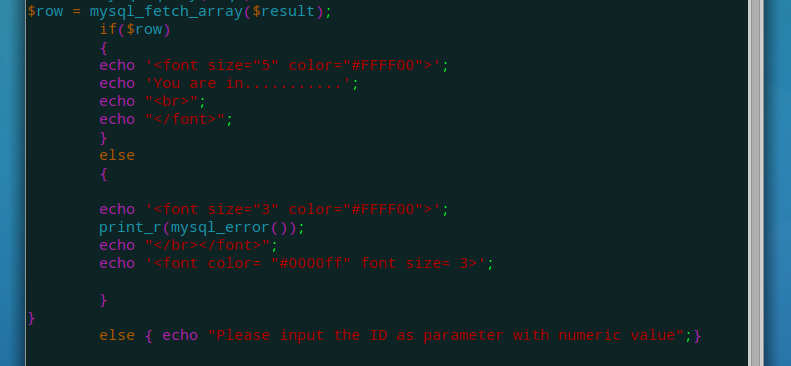 $row = mysql_fetch_array($result);
if($row)
{
echo '<font size="5" color="#FFFF00">';
echo 'You are in...........';
echo "<br>";
echo "</font>";
}
else
{
echo '<font size="3" color="#FFFF00">';
print_r(mysql_error());
echo "</br></font>";
echo '<font color= "#0000ff" font size= 3>';
}
}
else { echo "Please input the ID as parameter with numeric value";}